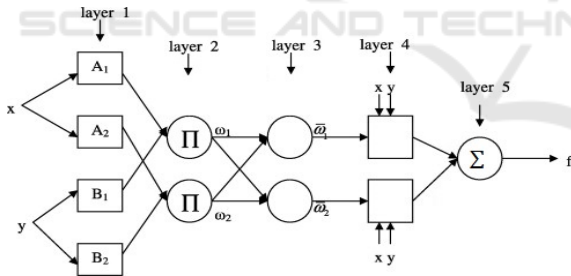 SCIENCE AND TECHN
layer 1
layer 2
layer 3
layer 4
layer 5
x
y
A₁
A₂
B₁
B₂
Π
Π
ω₁
ω₂
ω̅₁
ω̅₂
x y
x y
Σ
f